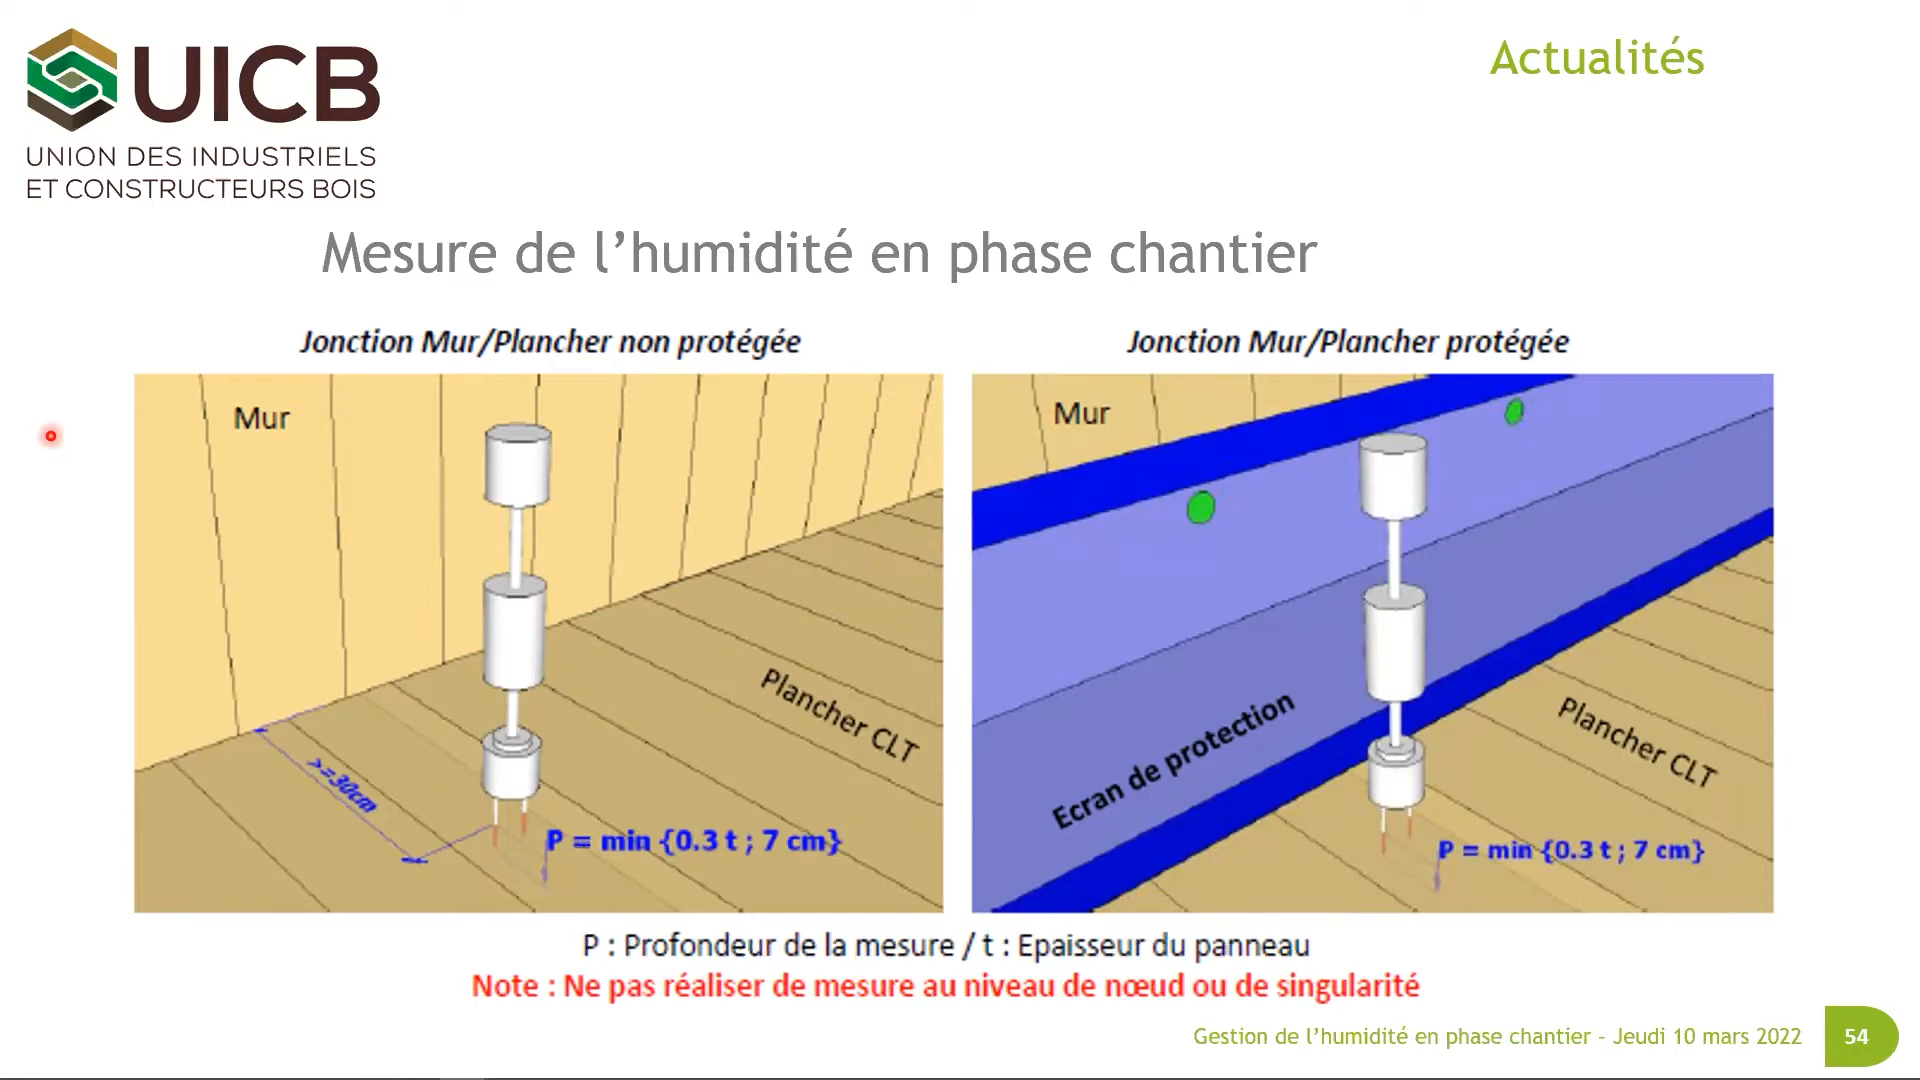 UICB
UNION DES INDUSTRIELS
ET CONSTRUCTEURS BOIS
Actualités
Mesure de l’humidité en phase chantier
Jonction Mur/Plancher non protégée
Jonction Mur/Plancher protégée
Mur
Plancher CLT
>=30cm
P = min {0.3 t ; 7 cm}
Mur
Ecran de protection
Plancher CLT
P = min {0.3 t ; 7 cm}
P : Profondeur de la mesure / t : Epaisseur du panneau
Note : Ne pas réaliser de mesure au niveau de nœud ou de singularité
Gestion de l’humidité en phase chantier – Jeudi 10 mars 2022
54